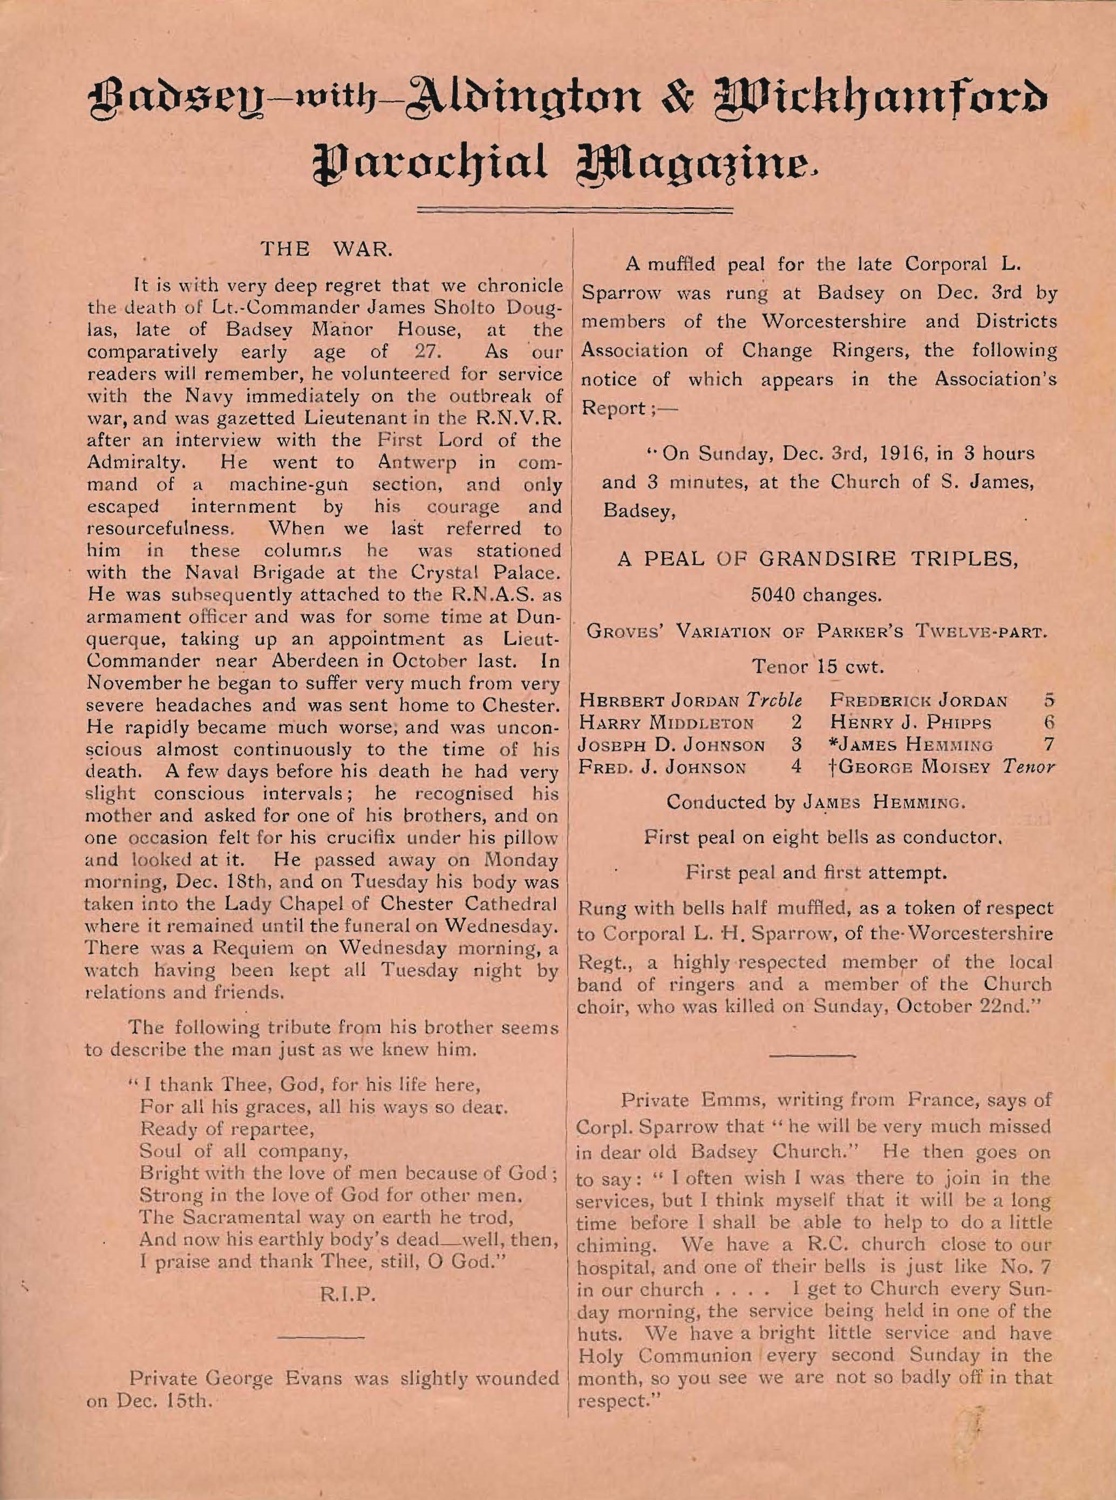 Badsey—with—Aldington & Wickhamford
Parochial Magazine.
THE WAR.
It is with very deep regret that we chronicle
the death of Lt.-Commander James Sholto Doug-
las, late of Badsey Manor House, at the
comparatively early age of 27. As our
readers will remember, he volunteered for service
with the Navy immediately on the outbreak of
war, and was gazetted Lieutenant in the R.N.V.R.
after an interview with the First Lord of the
Admiralty. He went to Antwerp in com-
mand of a machine-gun section, and only
escaped internment by his courage and
resourcefulness. When we last referred to
him in these columns he was stationed
with the Naval Brigade at the Crystal Palace.
He was subsequently attached to the R.N.A.S. as
armament officer and was for some time at Dun-
querque, taking up an appointment as Lieut-
Commander near Aberdeen in October last. In
November he began to suffer very much from very
severe headaches and was sent home to Chester.
He rapidly became much worse, and was uncon-
scious almost continuously to the time of his
death. A few days before his death he had very
slight conscious intervals; he recognised his
mother and asked for one of his brothers, and on
one occasion felt for his crucifix under his pillow
and looked at it. He passed away on Monday
morning, Dec. 18th, and on Tuesday his body was
taken into the Lady Chapel of Chester Cathedral
where it remained until the funeral on Wednesday.
There was a Requiem on Wednesday morning, a
watch having been kept all Tuesday night by
relations and friends.
The following tribute from his brother seems
to describe the man just as we knew him.
"I thank Thee, God, for his life here,
For all his graces, all his ways so dear.
Ready of repartee,
Soul of all company,
Bright with the love of men because of God;
Strong in the love of God for other men.
The Sacramental way on earth he trod,
And now his earthly body's dead—well, then,
I praise and thank Thee, still, O God."
R.I.P.
Private George Evans was slightly wounded
on Dec. 15th.
A muffled peal for the late Corporal L.
Sparrow was rung at Badsey on Dec. 3rd by
members of the Worcestershire and Districts
Association of Change Ringers, the following
notice of which appears in the Association's
Report;—
"On Sunday, Dec. 3rd, 1916, in 3 hours
and 3 minutes, at the Church of S. James,
Badsey,
A PEAL OF GRANDSIRE TRIPLES,
5040 changes.
GROVES' VARIATION OF PARKER'S TWELVE-PART.
Tenor 15 cwt.
HERBERT JORDAN Treble FREDERICK JORDAN 5
HARRY MIDDLETON 2 HENRY J. PHIPPS 6
JOSEPH D. JOHNSON 3 *JAMES HEMMING 7
FRED. J. JOHNSON 4 †GEORGE MOISEY Tenor
Conducted by JAMES HEMMING.
First peal on eight bells as conductor.
First peal and first attempt.
Rung with bells half muffled, as a token of respect
to Corporal L. H. Sparrow, of the Worcestershire
Regt., a highly respected member of the local
band of ringers and a member of the Church
choir, who was killed on Sunday, October 22nd."
Private Emms, writing from France, says of
Corpl. Sparrow that "he will be very much missed
in dear old Badsey Church." He then goes on
to say: "I often wish I was there to join in the
services, but I think myself that it will be a long
time before I shall be able to help to do a little
chiming. We have a R.C. church close to our
hospital, and one of their bells is just like No. 7
in our church . . . . I get to Church every Sun-
day morning, the service being held in one of the
huts. We have a bright little service and have
Holy Communion every second Sunday in the
month, so you see we are not so badly off in that
respect."